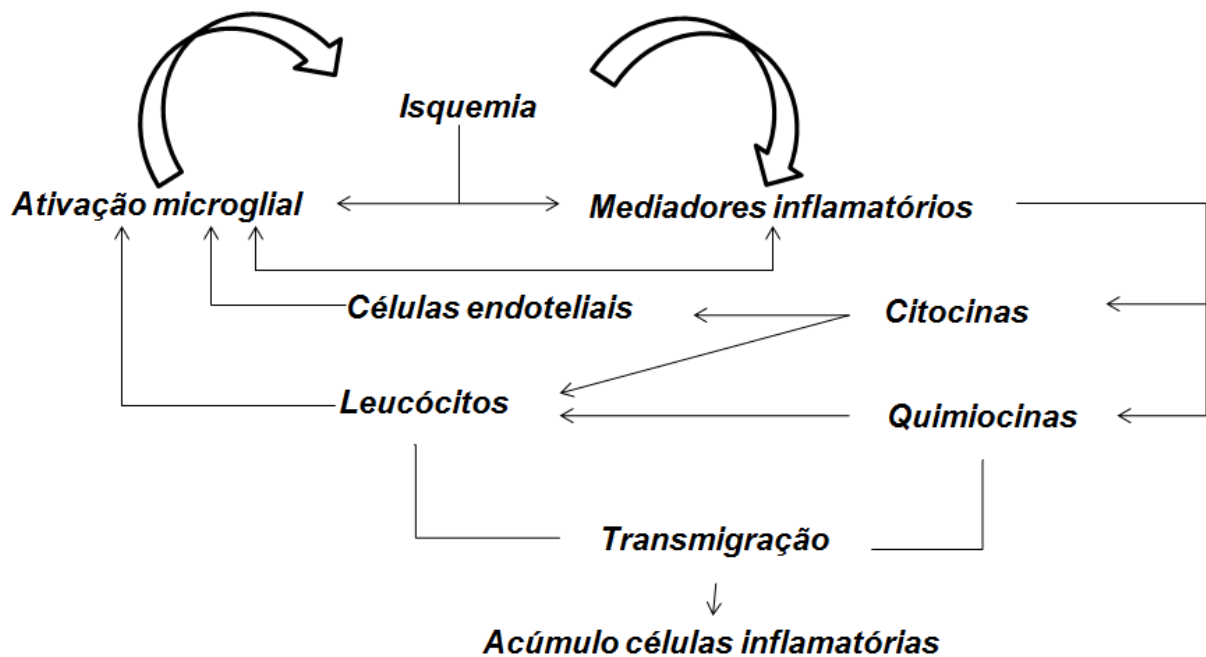 Isquemia
Ativação microglial
Mediadores inflamatórios
Células endoteliais
Citocinas
Leucócitos
Quimiocinas
Transmigração
Acúmulo células inflamatórias